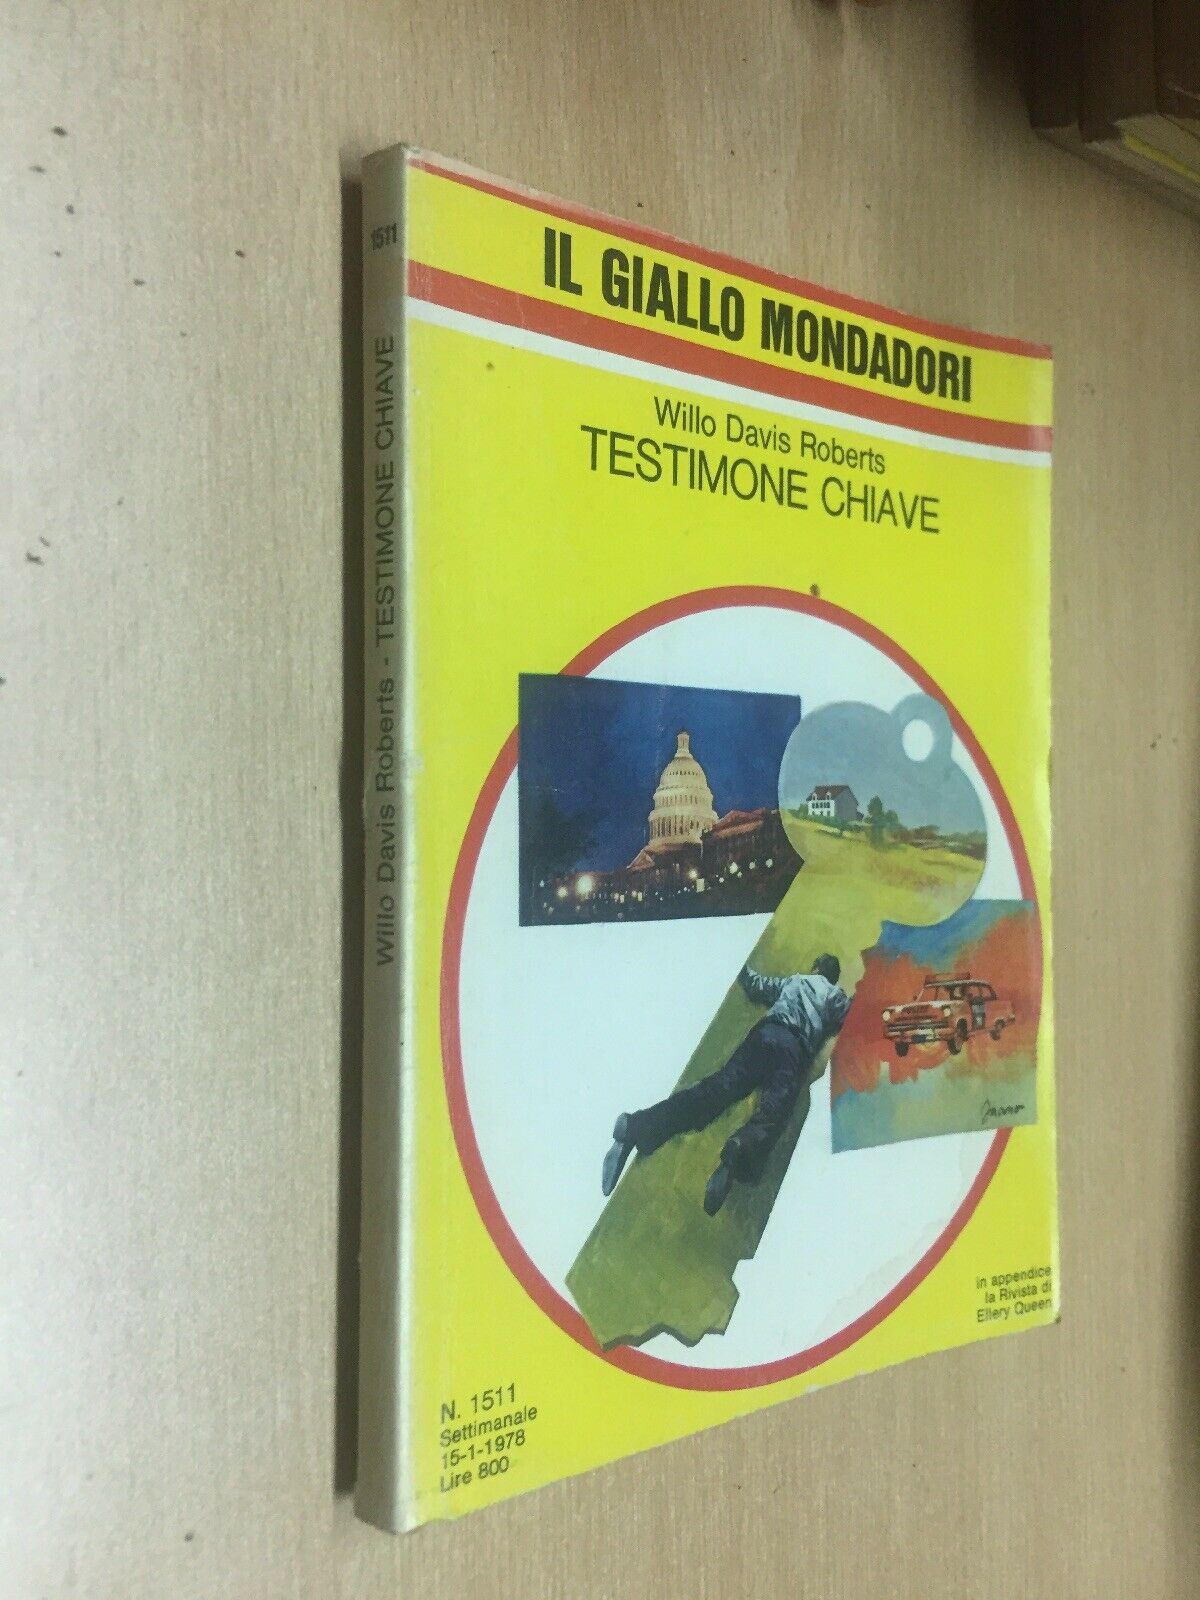 1511
Willo Davis Roberts - TESTIMONE CHIAVE
IL GIALLO MONDADORI
Willo Davis Roberts
TESTIMONE CHIAVE
in appendice
la Rivista di
Ellery Queen
N. 1511
Settimanale
15-1-1978
Lire 800